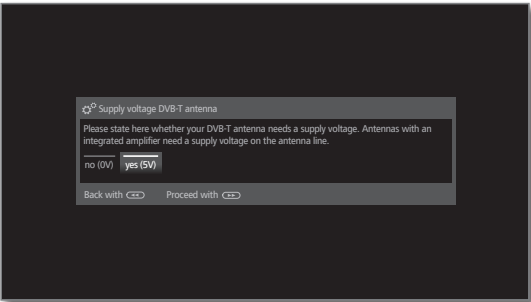 Supply voltage DVB-T antenna
Please state here whether your DVB-T antenna needs a supply voltage. Antennas with an
integrated amplifier need a supply voltage on the antenna line.
no (0V) yes (5V)
Back with Proceed with